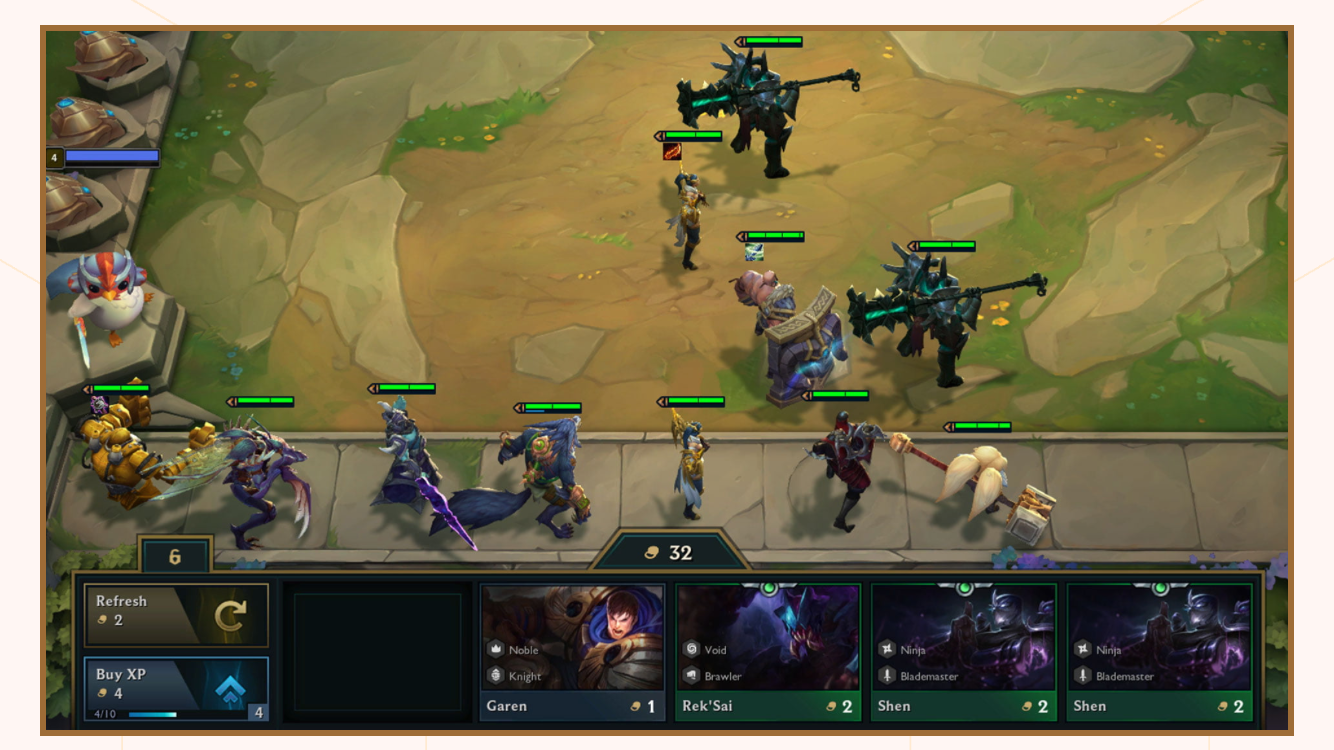 4
6
32
Refresh
2
Buy XP
4
4/10
4
Noble
Knight
Garen
1
Void
Brawler
Rek'Sai
2
Ninja
Blademaster
Shen
2
Ninja
Blademaster
Shen
2